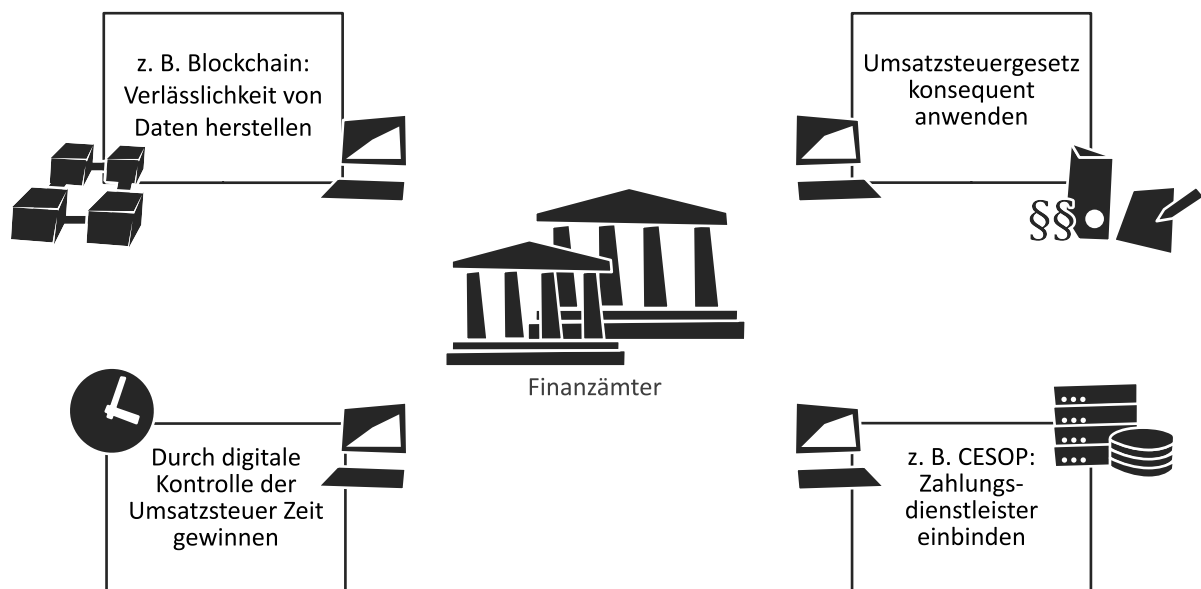 z. B. Blockchain:
Verlässlichkeit von
Daten herstellen
Umsatzsteuergesetz
konsequent
anwenden
§§
Finanzämter
Durch digitale
Kontrolle der
Umsatzsteuer Zeit
gewinnen
z. B. CESOP:
Zahlungs-
dienstleister
einbinden